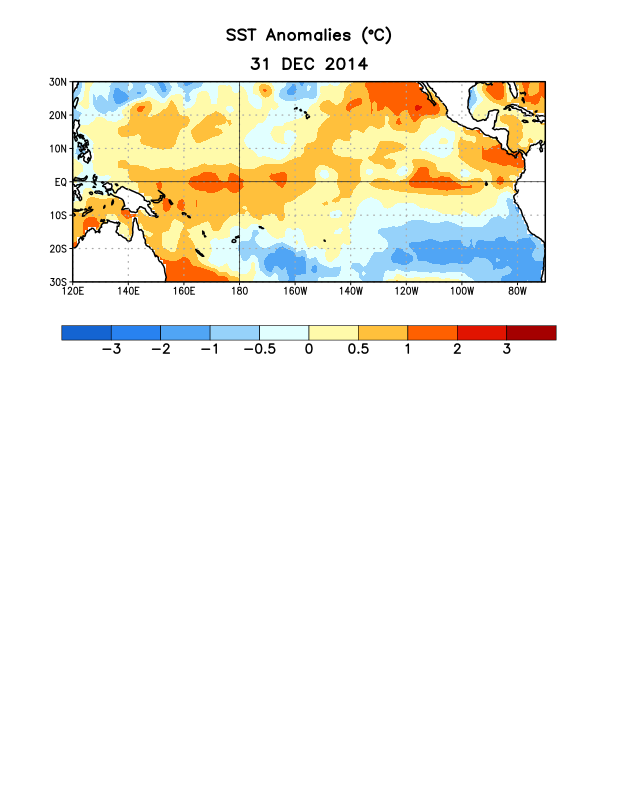 SST Anomalies (°C)
31 DEC 2014
30N
20N
10N
EQ
10S
20S
30S
120E 140E 160E 180 160W 140W 120W 100W 80W
−3 −2 −1 −0.5 0 0.5 1 2 3